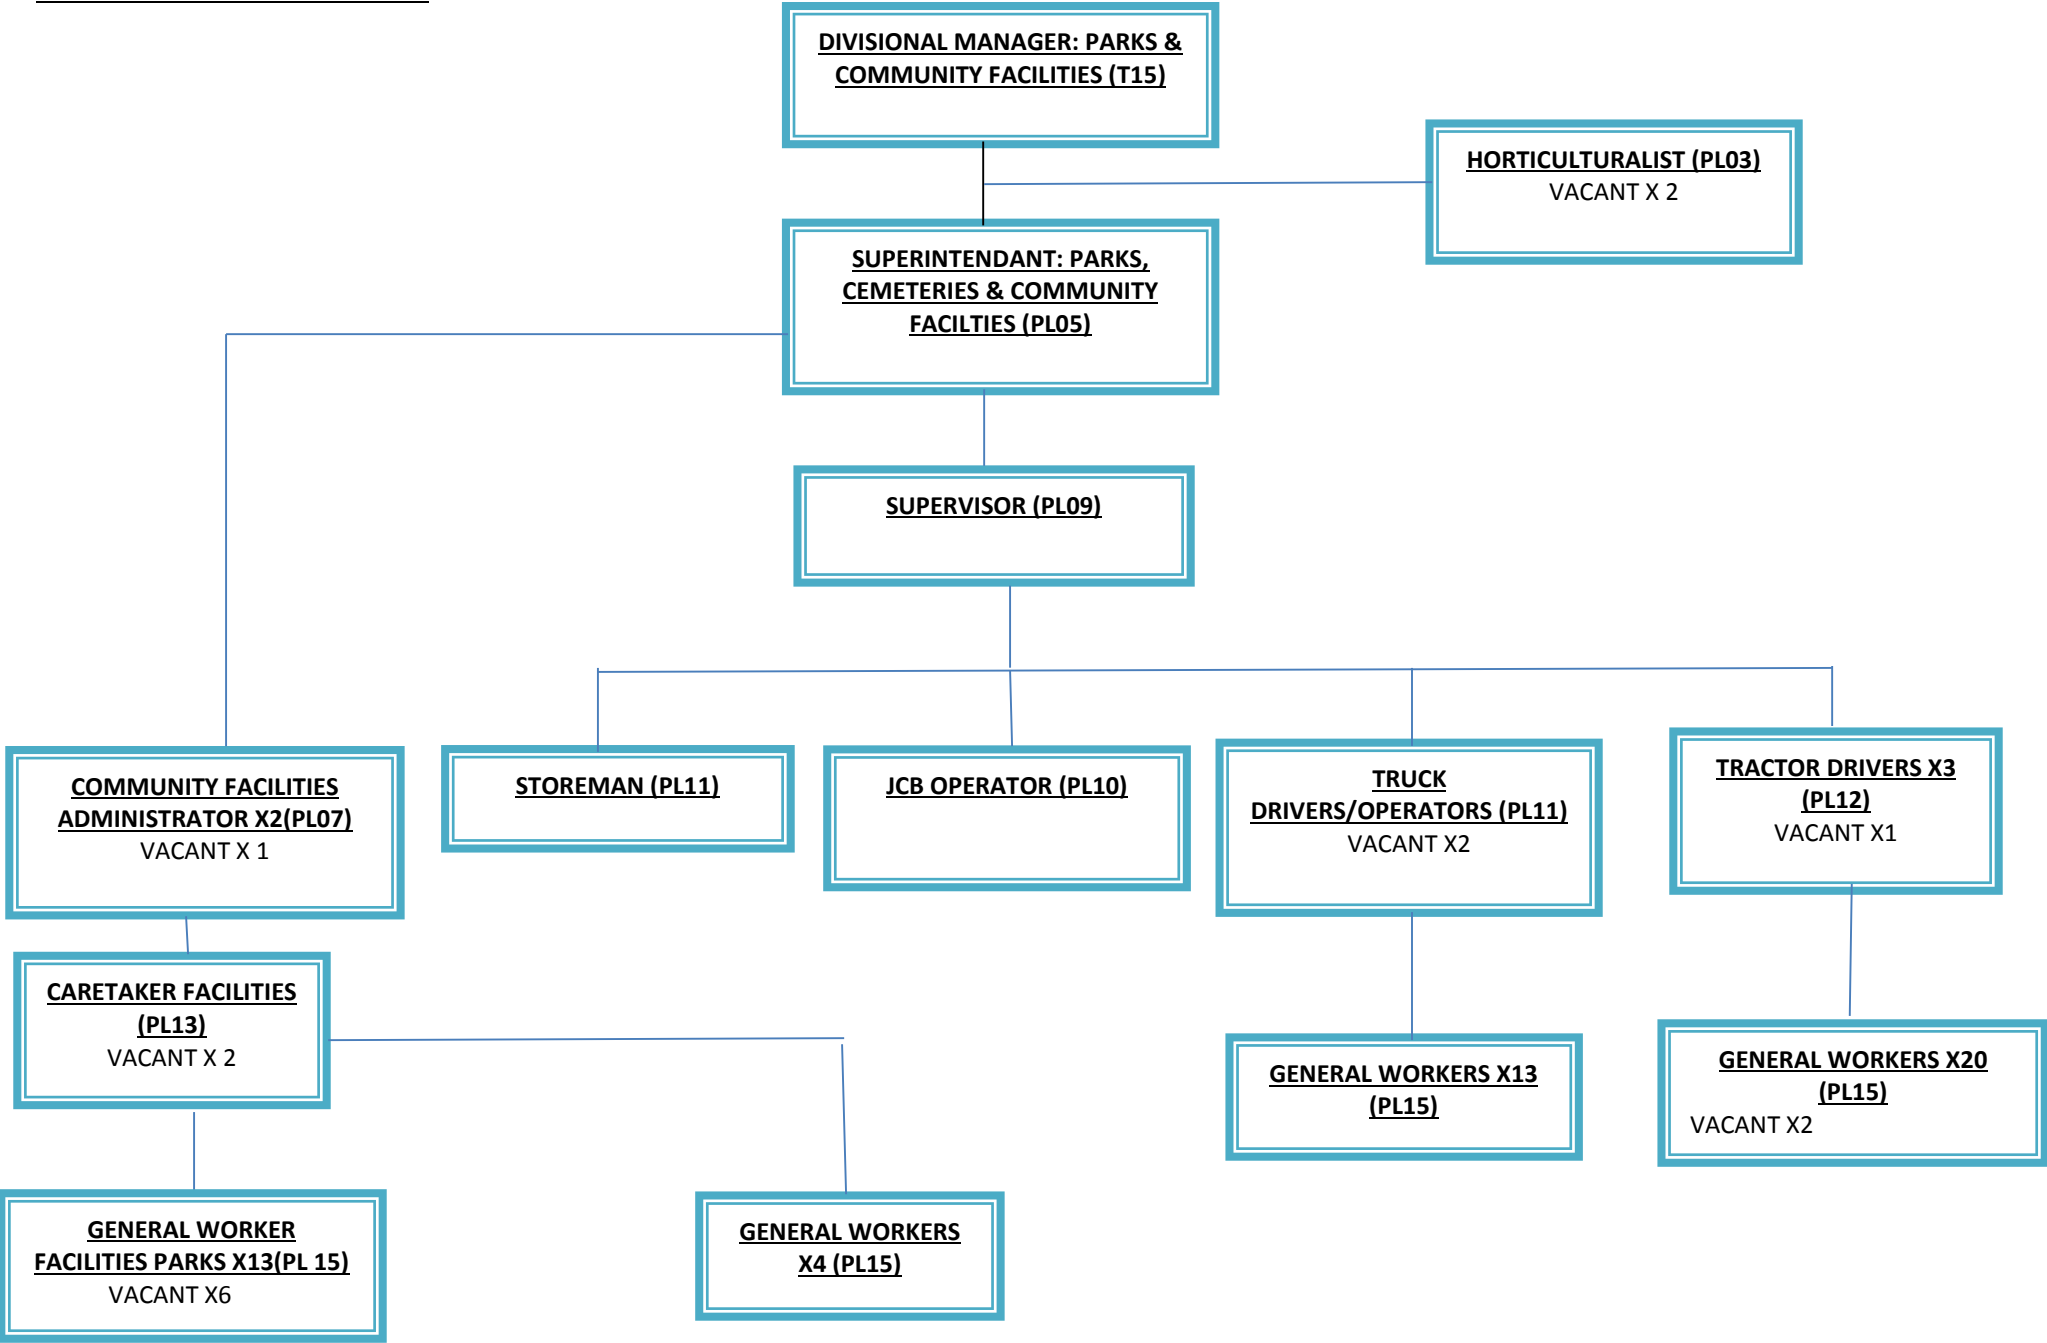 DIVISIONAL MANAGER: PARKS &
COMMUNITY FACILITIES (T15)
HORTICULTURALIST (PL03)
VACANT X 2
SUPERINTENDANT: PARKS,
CEMETERIES & COMMUNITY
FACILTIES (PL05)
SUPERVISOR (PL09)
COMMUNITY FACILITIES
ADMINISTRATOR X2(PL07)
VACANT X 1
STOREMAN (PL11)
JCB OPERATOR (PL10)
TRUCK
DRIVERS/OPERATORS (PL11)
VACANT X2
TRACTOR DRIVERS X3
(PL12)
VACANT X1
CARETAKER FACILITIES
(PL13)
VACANT X 2
GENERAL WORKERS X13
(PL15)
GENERAL WORKERS X20
(PL15)
VACANT X2
GENERAL WORKER
FACILITIES PARKS X13(PL 15)
VACANT X6
GENERAL WORKERS
X4 (PL15)